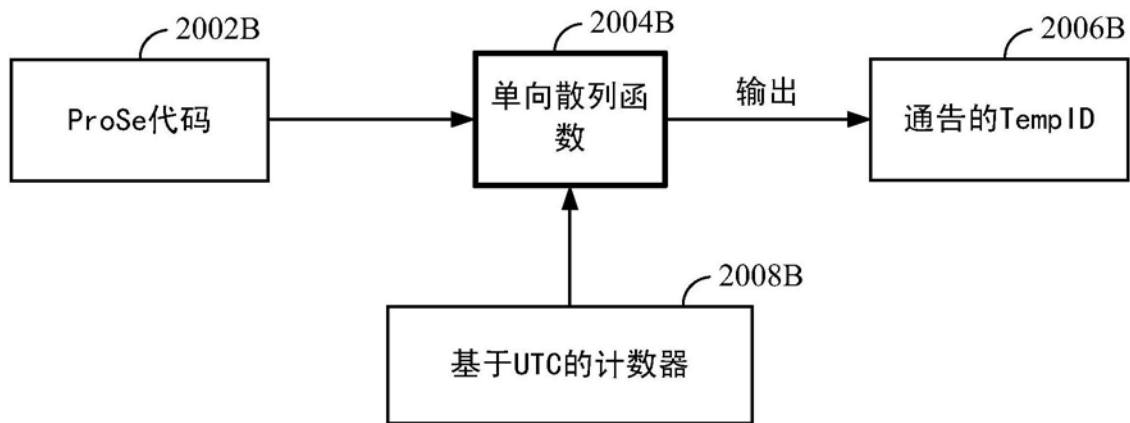 2002B
ProSe代码
2004B
单向散列函
数
输出
2006B
通告的TempID
2008B
基于UTC的计数器